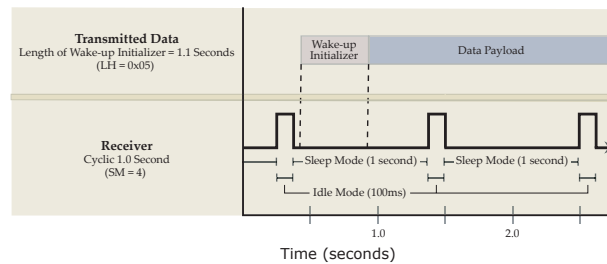 Transmitted Data
Length of Wake-up Initializer = 1.1 Seconds
(LH = 0x05)
Wake-up
Initializer
Data Payload
Receiver
Cyclic 1.0 Second
(SM = 4)
Sleep Mode (1 second)
Sleep Mode (1 second)
Idle Mode (100ms)
1.0
2.0
Time (seconds)